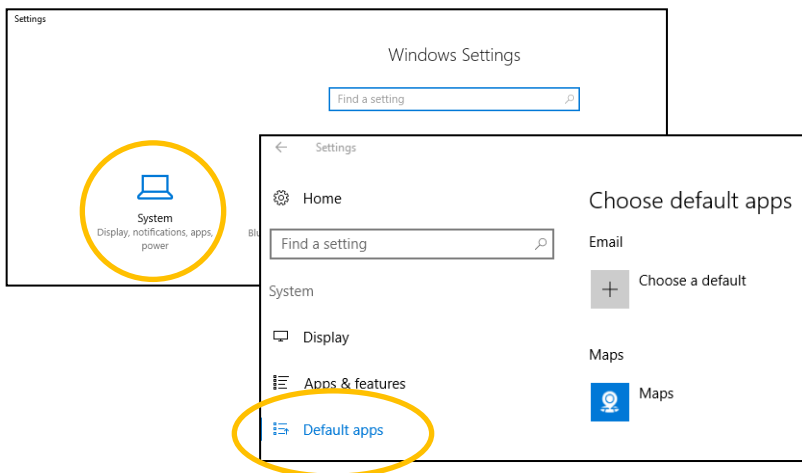 Settings
Windows Settings
Find a setting
System
Display, notifications, apps,
power
Settings
Home
Find a setting
System
Display
Apps & features
Default apps
Choose default apps
Email
Choose a default
Maps
Maps